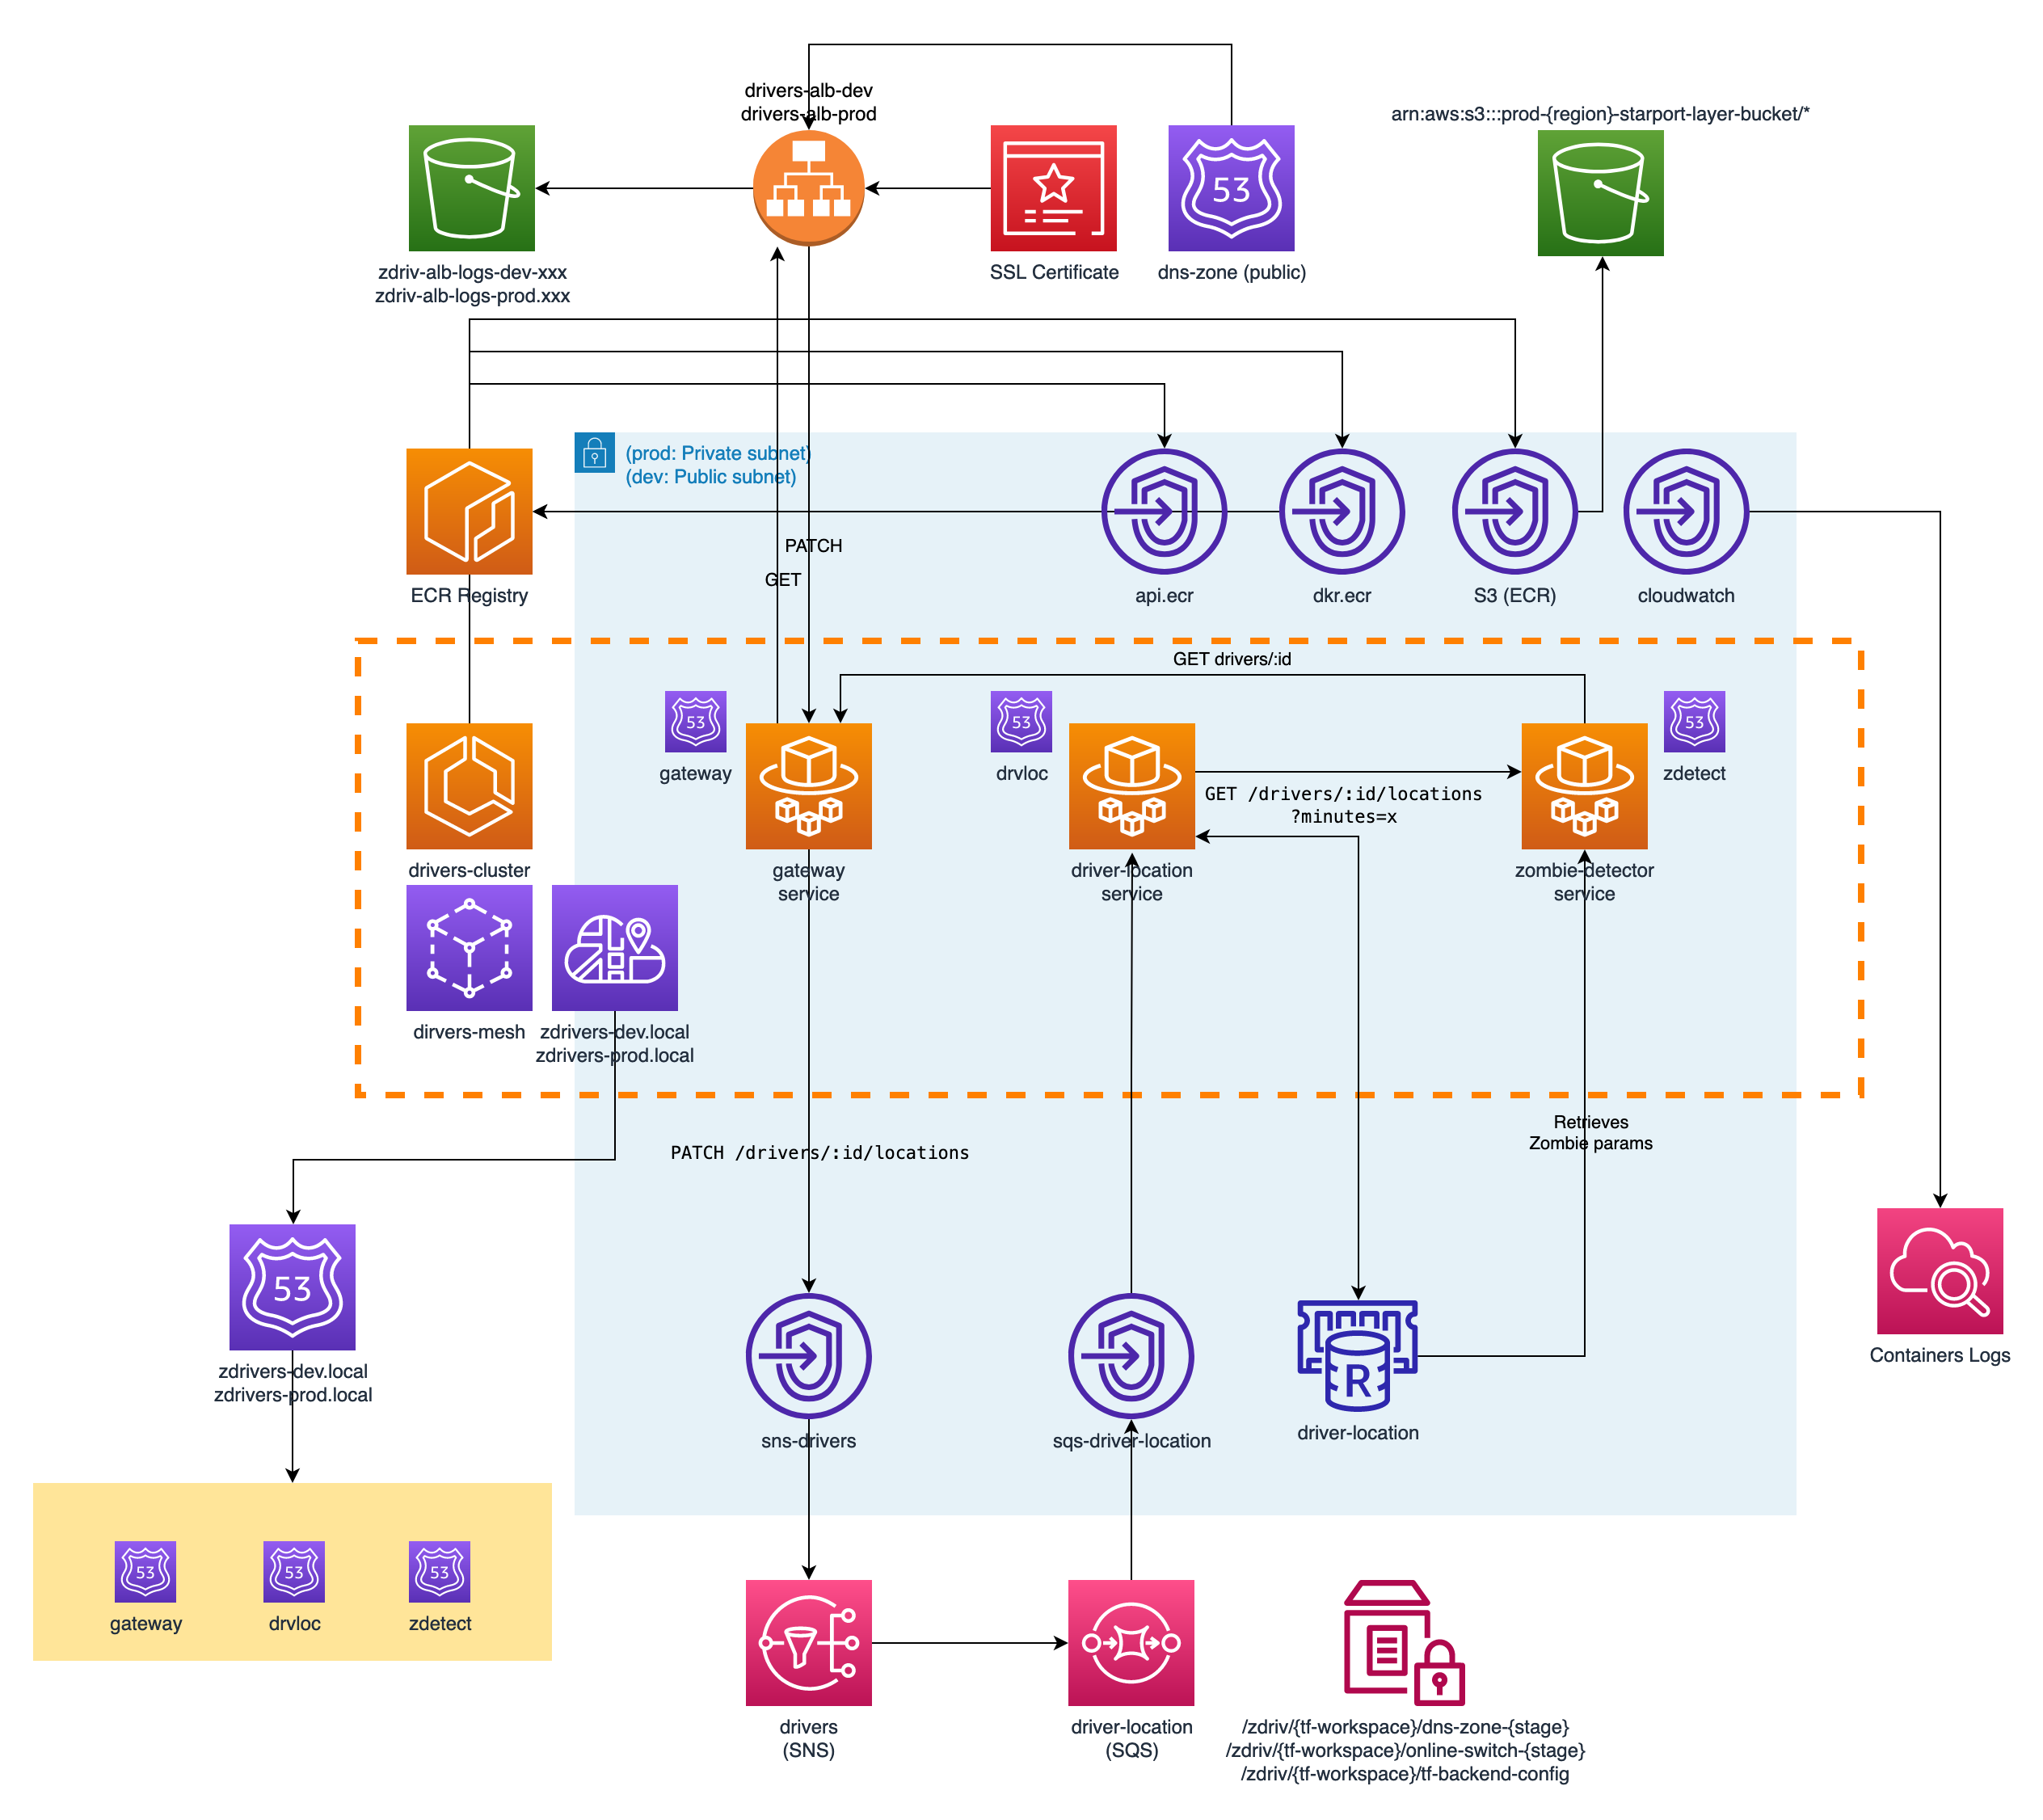 drivers-alb-dev
drivers-alb-prod
arn:aws:s3:::prod-{region}-starport-layer-bucket/*
53
zdriv-alb-logs-dev-xxx
zdriv-alb-logs-prod.xxx
SSL Certificate
dns-zone (public)
(prod: Private subnet)
(dev: Public subnet)
PATCH
GET
ECR Registry
api.ecr
dkr.ecr
S3 (ECR)
cloudwatch
GET drivers/:id
53
gateway
53
drvloc
53
zdetect
GET /drivers/:id/locations
?minutes=x
drivers-cluster
gateway
service
driver-location
service
zombie-detector
service
dirvers-mesh
zdrivers-dev.local
zdrivers-prod.local
Retrieves
Zombie params
PATCH /drivers/:id/locations
53
zdrivers-dev.local
zdrivers-prod.local
R
Containers Logs
sns-drivers
sqs-driver-location
driver-location
53
53
53
gateway
drvloc
zdetect
drivers
(SNS)
driver-location
(SQS)
/zdriv/{tf-workspace}/dns-zone-{stage}
/zdriv/{tf-workspace}/online-switch-{stage}
/zdriv/{tf-workspace}/tf-backend-config